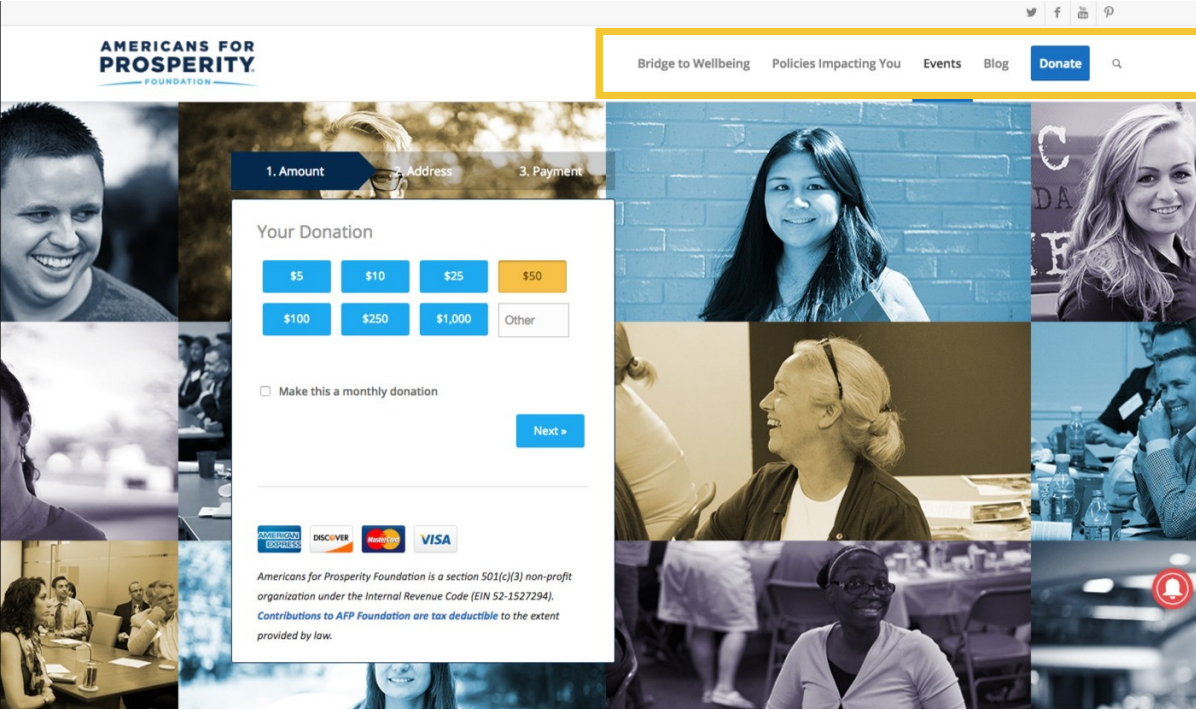 AMERICANS FOR
PROSPERITY
FOUNDATION
Bridge to Wellbeing Policies Impacting You Events Blog Donate
1. Amount 2. Address 3. Payment
Your Donation
$5 $10 $25 $50
$100 $250 $1,000 Other
Make this a monthly donation
Next »
AMERICAN EXPRESS DISCOVER MasterCard VISA
Americans for Prosperity Foundation is a section 501(c)(3) non-profit
organization under the Internal Revenue Code (EIN 52-1527294).
Contributions to AFP Foundation are tax deductible to the extent
provided by law.